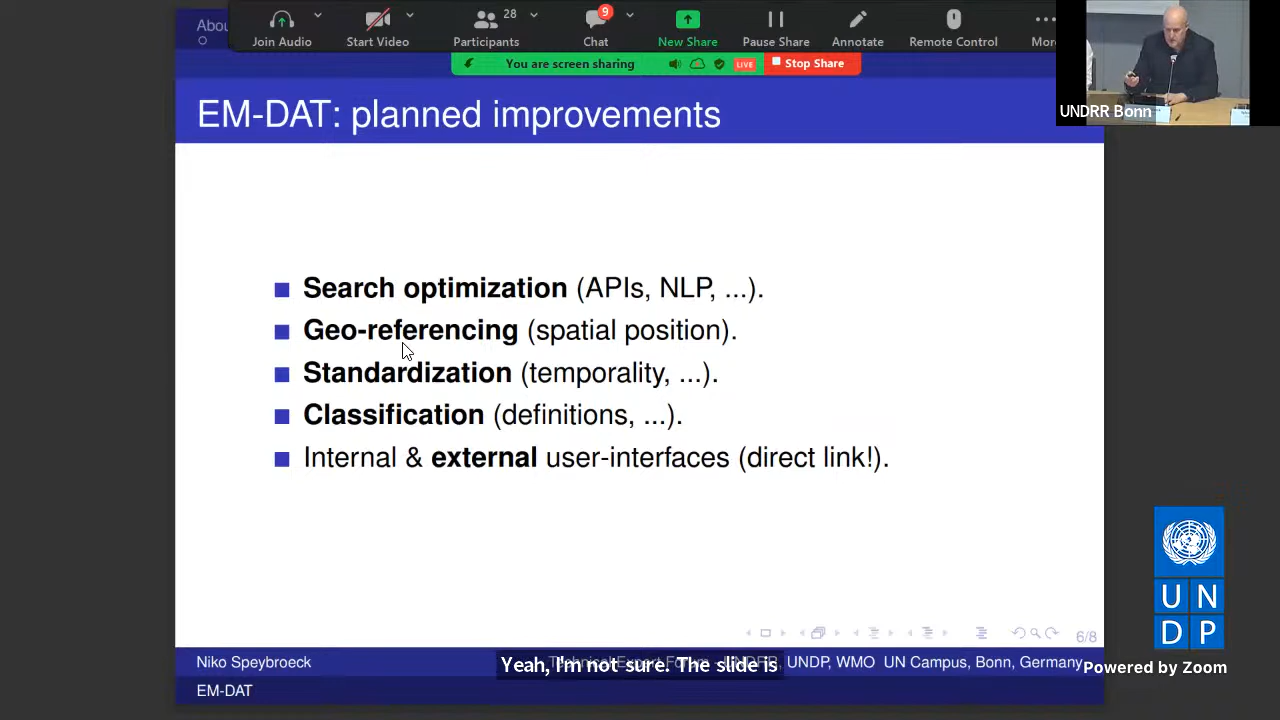 Abou
Join Audio
Start Video
28
Participants
9
Chat
New Share
Pause Share
Annotate
Remote Control
Mor
You are screen sharing
LIVE
Stop Share
UNDRR Bonn
EM-DAT: planned improvements
Search optimization (APIs, NLP, ...).
Geo-referencing (spatial position).
Standardization (temporality, ...).
Classification (definitions, ...).
Internal & external user-interfaces (direct link!).
6/8
Niko Speybroeck
UNDP, WMO UN Campus, Bonn, Germany
Yeah, I'm not sure. The slide is
EM-DAT
U N
D P
Powered by Zoom